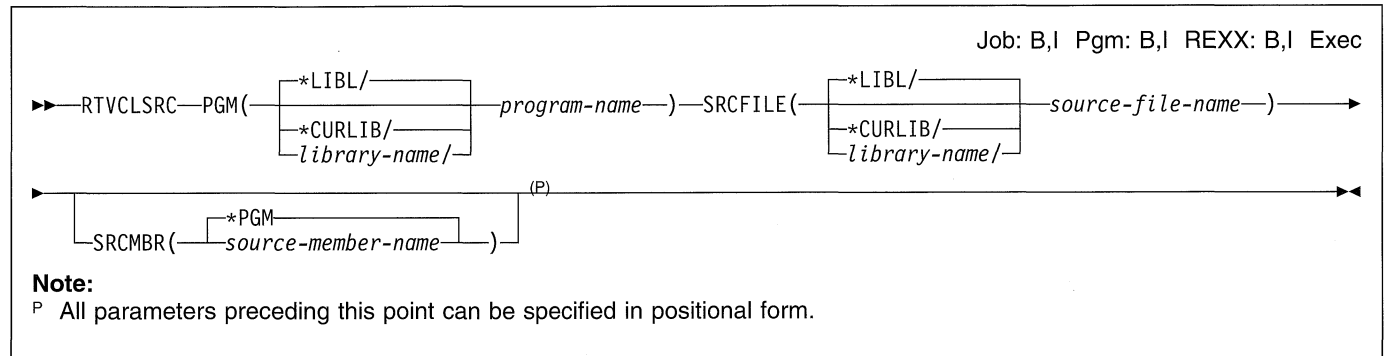 Job: B,I Pgm: B,I REXX: B,I Exec
*LIBL/ *LIBL/
RTVCLSRC PGM( program-name ) SRCFILE( source-file-name )
*CURLIB/ *CURLIB/
library-name/ library-name/
(P)
*PGM
SRCMBR( source-member-name )
Note:
P All parameters preceding this point can be specified in positional form.